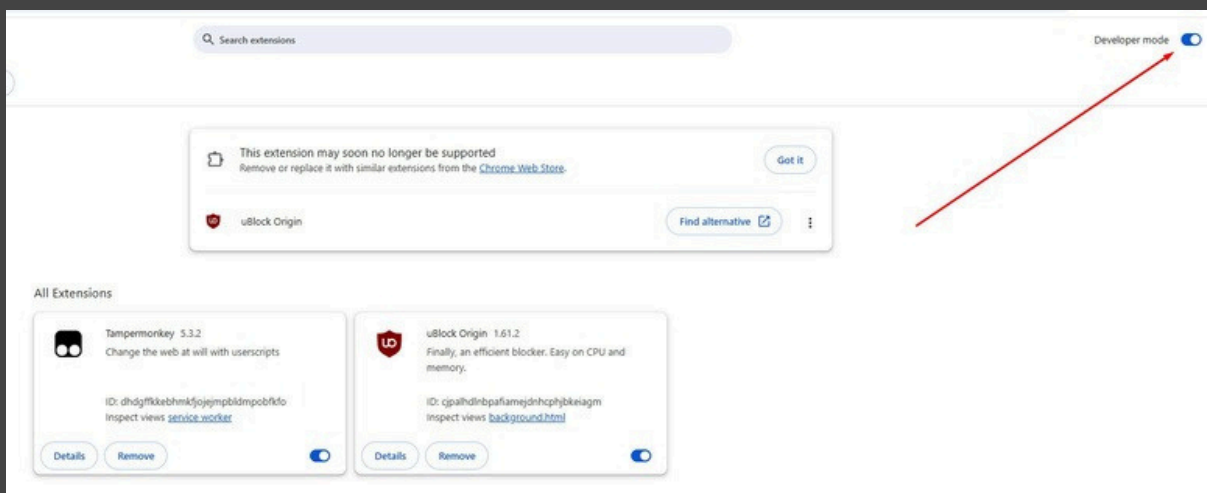 Search extensions
Developer mode
This extension may soon no longer be supported
Remove or replace it with similar extensions from the Chrome Web Store.
Got it
uBlock Origin
Find alternative
All Extensions
Tampermonkey 5.3.2
Change the web at will with userscripts
ID: dhdgffkkebhmkfjojejmpbldmpobfkfo
Inspect views service worker
Details
Remove
uBlock Origin 1.61.2
Finally, an efficient blocker. Easy on CPU and
memory.
ID: cjpalhdlnbpafiamejdnhcphjbkeiagm
Inspect views background.html
Details
Remove